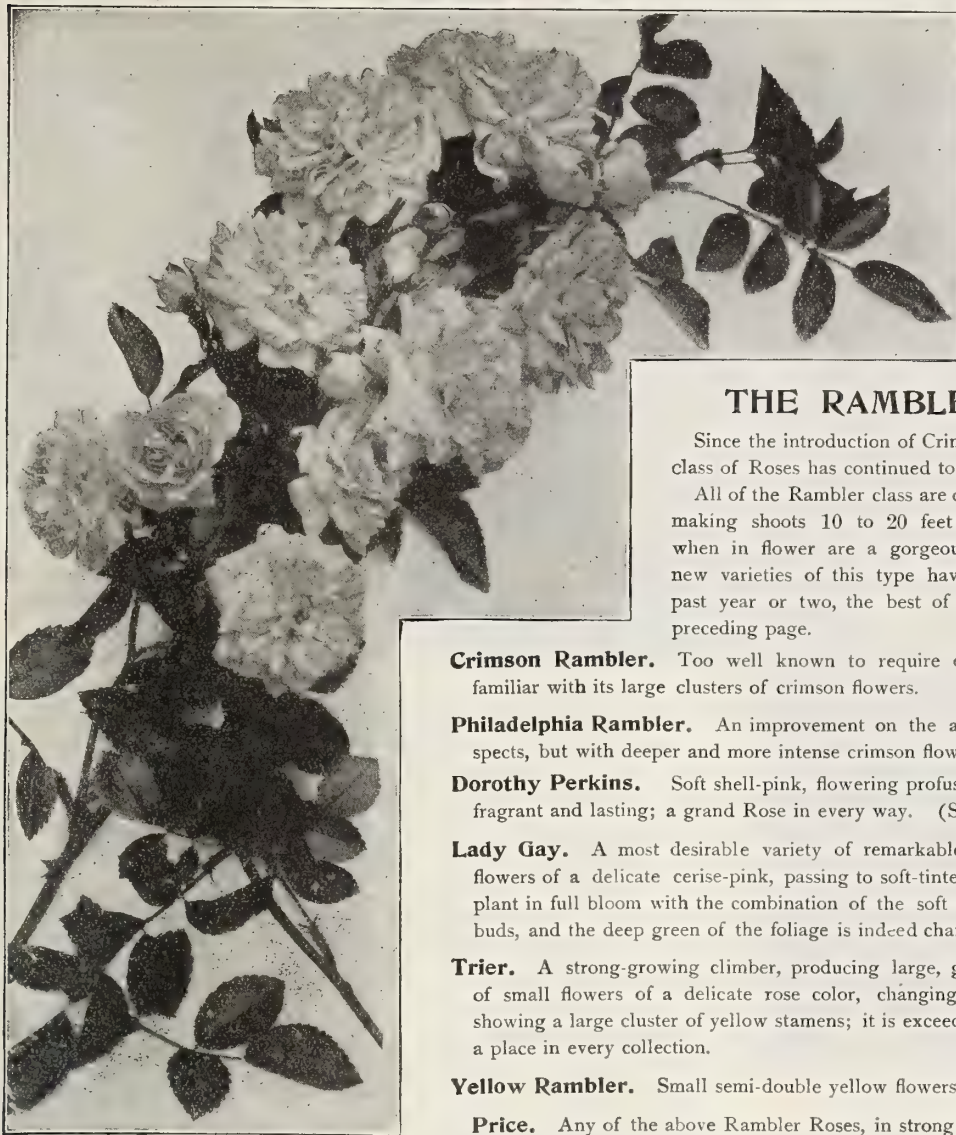 THE RAMBLE
Since the introduction of Crim
class of Roses has continued to
All of the Rambler class are
making shoots 10 to 20 feet
when in flower are a gorgeou
new varieties of this type hav
past year or two, the best of
preceding page.
Crimson Rambler. Too well known to require
familiar with its large clusters of crimson flowers.
Philadelphia Rambler. An improvement on the a
spects, but with deeper and more intense crimson flow
Dorothy Perkins. Soft shell-pink, flowering profus
fragrant and lasting; a grand Rose in every way. (S
Lady Gay. A most desirable variety of remarkable
flowers of a delicate cerise-pink, passing to soft-tinte
plant in full bloom with the combination of the soft
buds, and the deep green of the foliage is indeed cha
Trier. A strong-growing climber, producing large, g
of small flowers of a delicate rose color, changing
showing a large cluster of yellow stamens; it is exceed
a place in every collection.
Yellow Rambler. Small semi-double yellow flowers
Price. Any of the above Rambler Roses, in strong